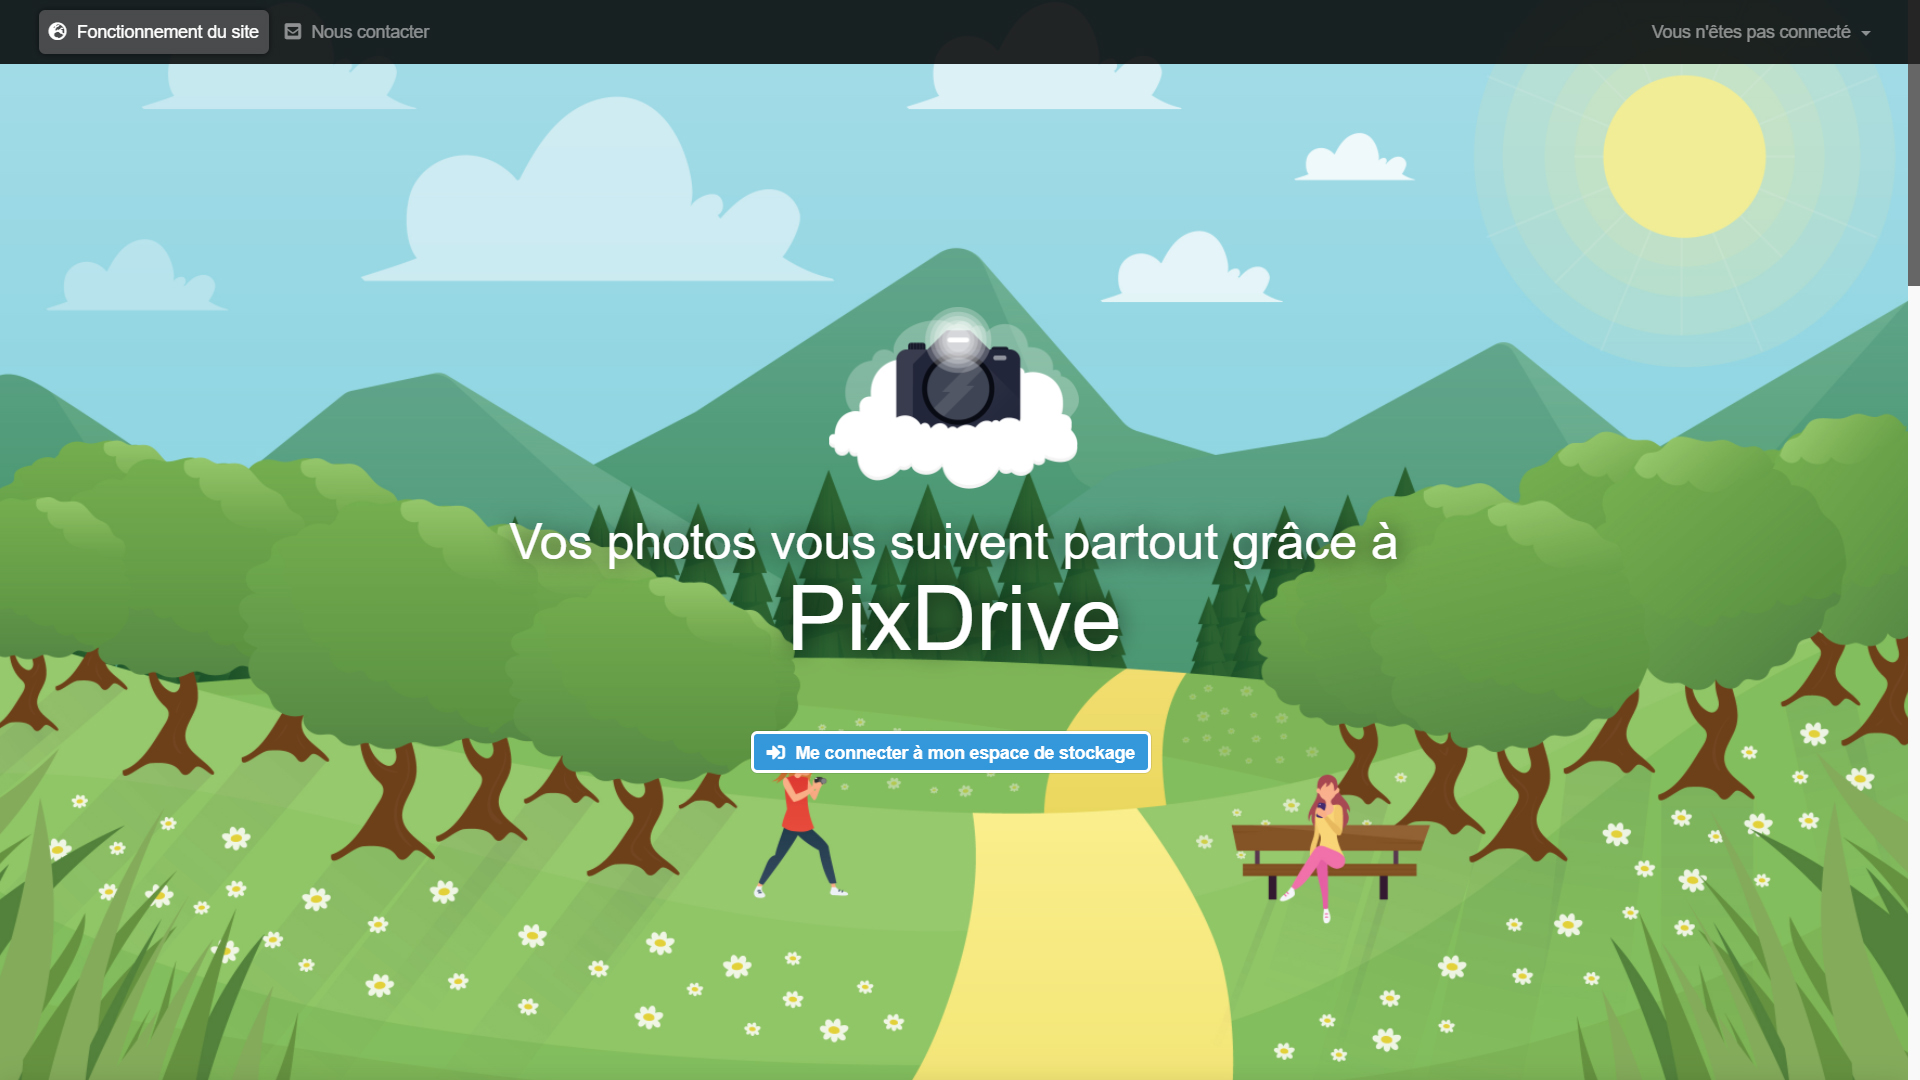 Fonctionnement du site
Nous contacter
Vous n'êtes pas connecté
Vos photos vous suivent partout grâce à
PixDrive
Me connecter à mon espace de stockage